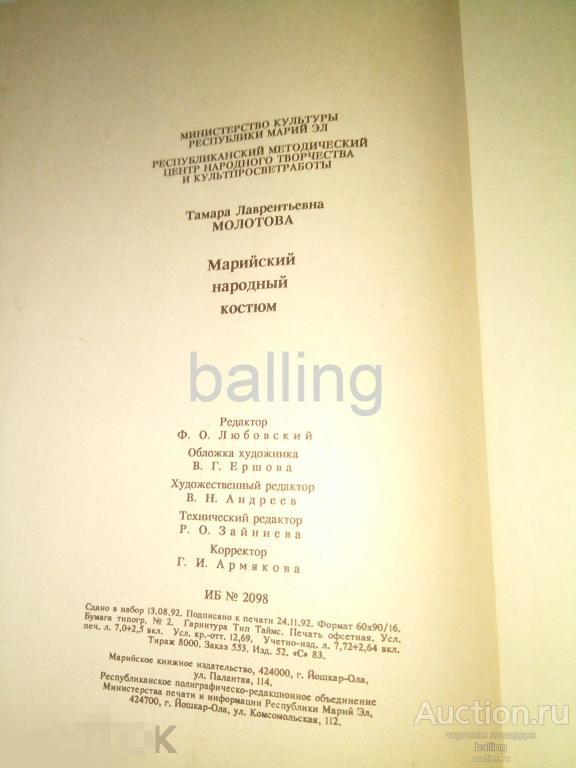 МИНИСТЕРСТВО КУЛЬТУРЫ
РЕСПУБЛИКИ МАРИЙ ЭЛ
РЕСПУБЛИКАНСКИЙ МЕТОДИЧЕСКИЙ
ЦЕНТР НАРОДНОГО ТВОРЧЕСТВА
И КУЛЬТПРОСВЕТРАБОТЫ
Тамара Лаврентьевна
МОЛОТОВА
Марийский
народный
костюм
balling
Редактор
Ф. О. Любовский
Обложка художника
В. Г. Ершова
Художественный редактор
В. Н. Андреев
Технический редактор
Р. О. Зайниева
Корректор
Г. И. Армякова
ИБ № 2098
Сдано в набор 13.08.92. Подписано к печати 24.11.92. Формат 60х90/16.
Бумага типогр. № 2. Гарнитура Тип Таймс. Печать офсетная. Усл.
печ. л. 7,0+2,5 вкл. Усл. кр.-отт. 12,69. Учетно-изд. л. 7,72+2,64 вкл.
Тираж 8000. Заказ 553. Изд. 52. «С» 83.
Марийское книжное издательство, 424000, г. Йошкар-Ола,
ул. Палантая, 114.
Республиканское полиграфическо-редакционное объединение
Министерства печати и информации Республики Марий Эл,
424700, г. Йошкар-Ола, ул. Комсомольская, 112.
Auction.ru
торговая площадка
balling
auction.ru